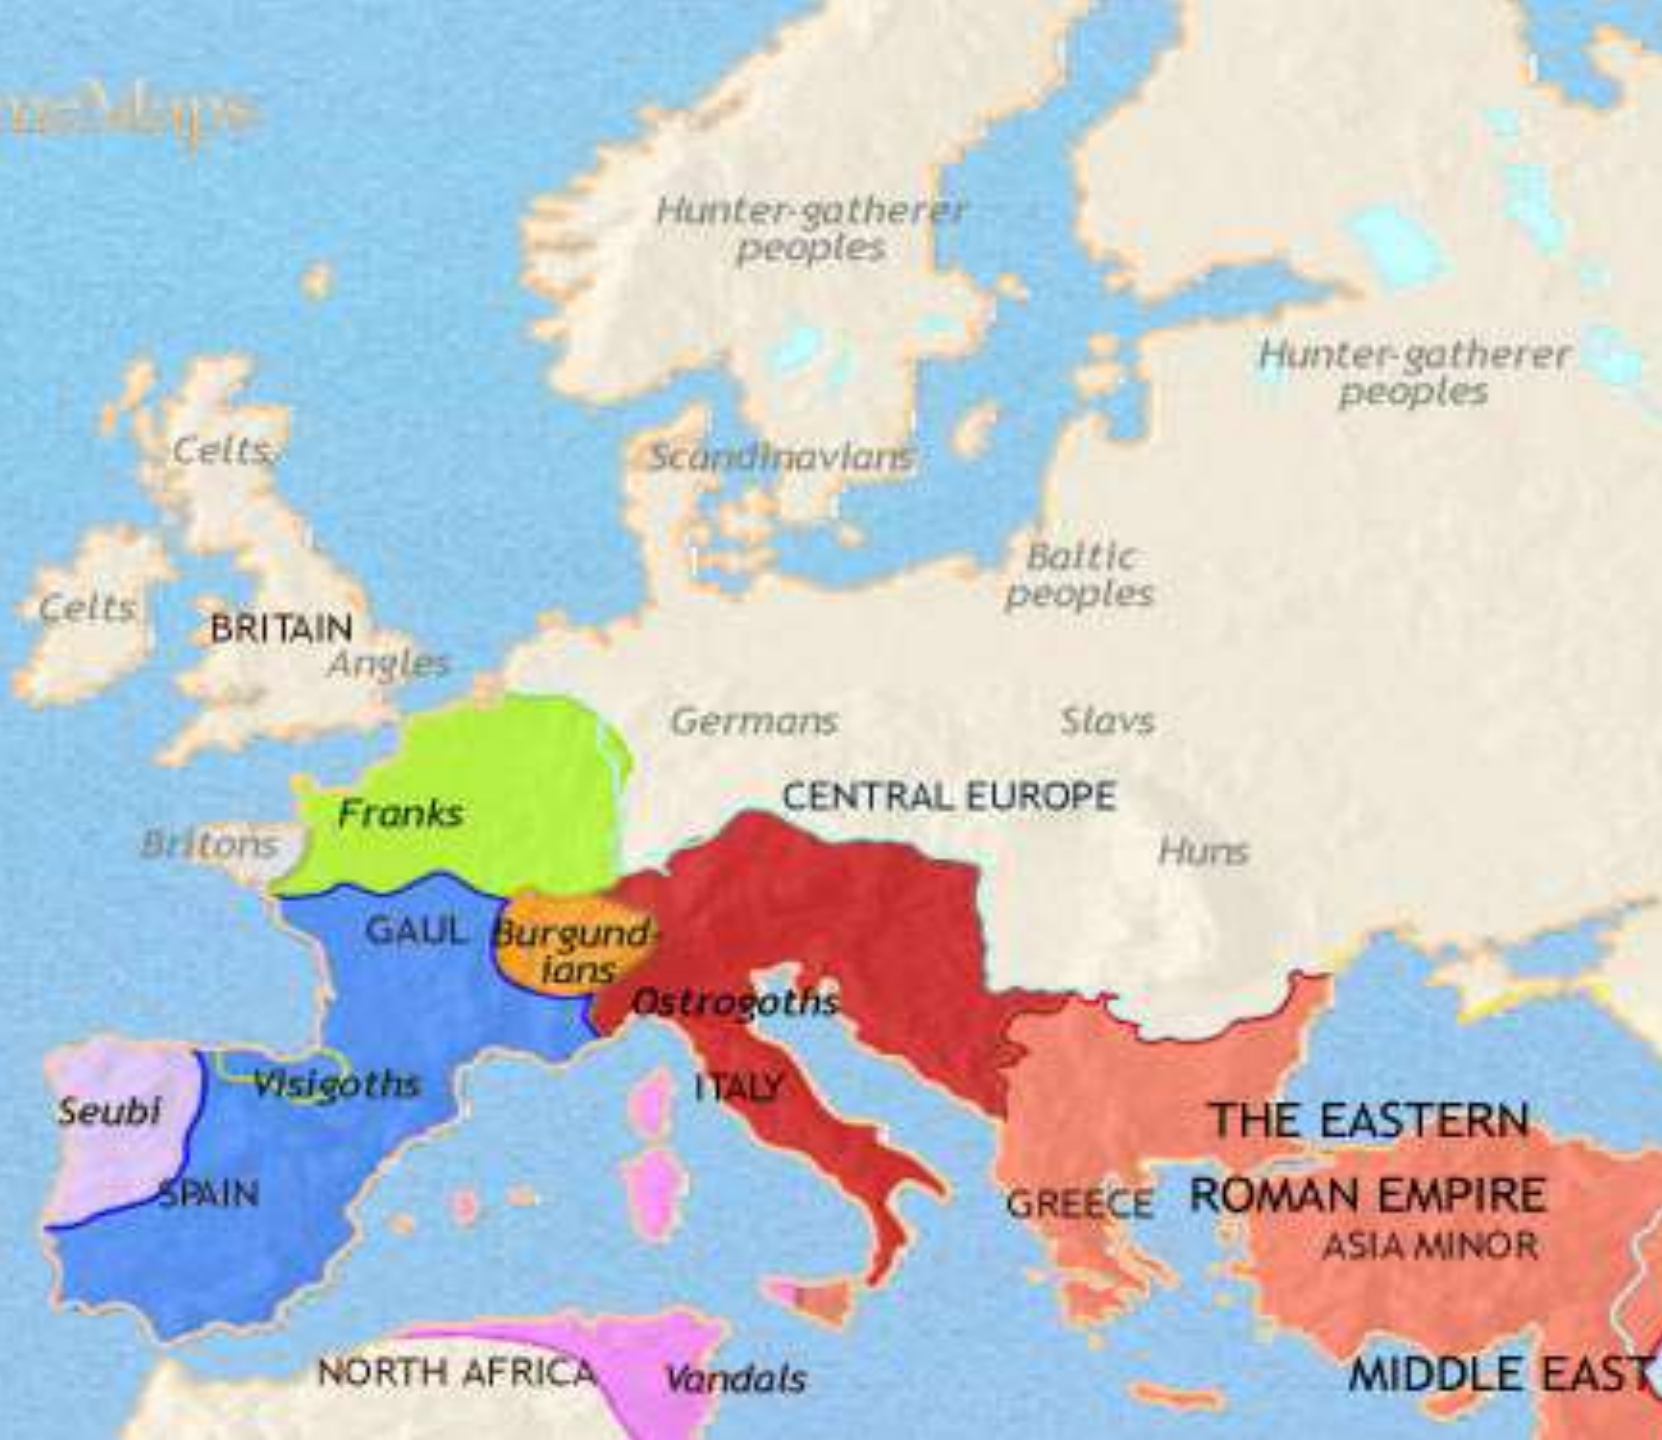 Hunter-gatherer
peoples
Hunter-gatherer
peoples
Celts
Scandinavians
Baltic
peoples
Celts
BRITAIN
Angles
Germans
Slavs
CENTRAL EUROPE
Franks
Britons
Huns
GAUL
Burgund-
ians
Ostrogoths
Visigoths
ITALY
Seubi
THE EASTERN
SPAIN
GREECE
ROMAN EMPIRE
ASIA MINOR
NORTH AFRICA
Vandals
MIDDLE EAST